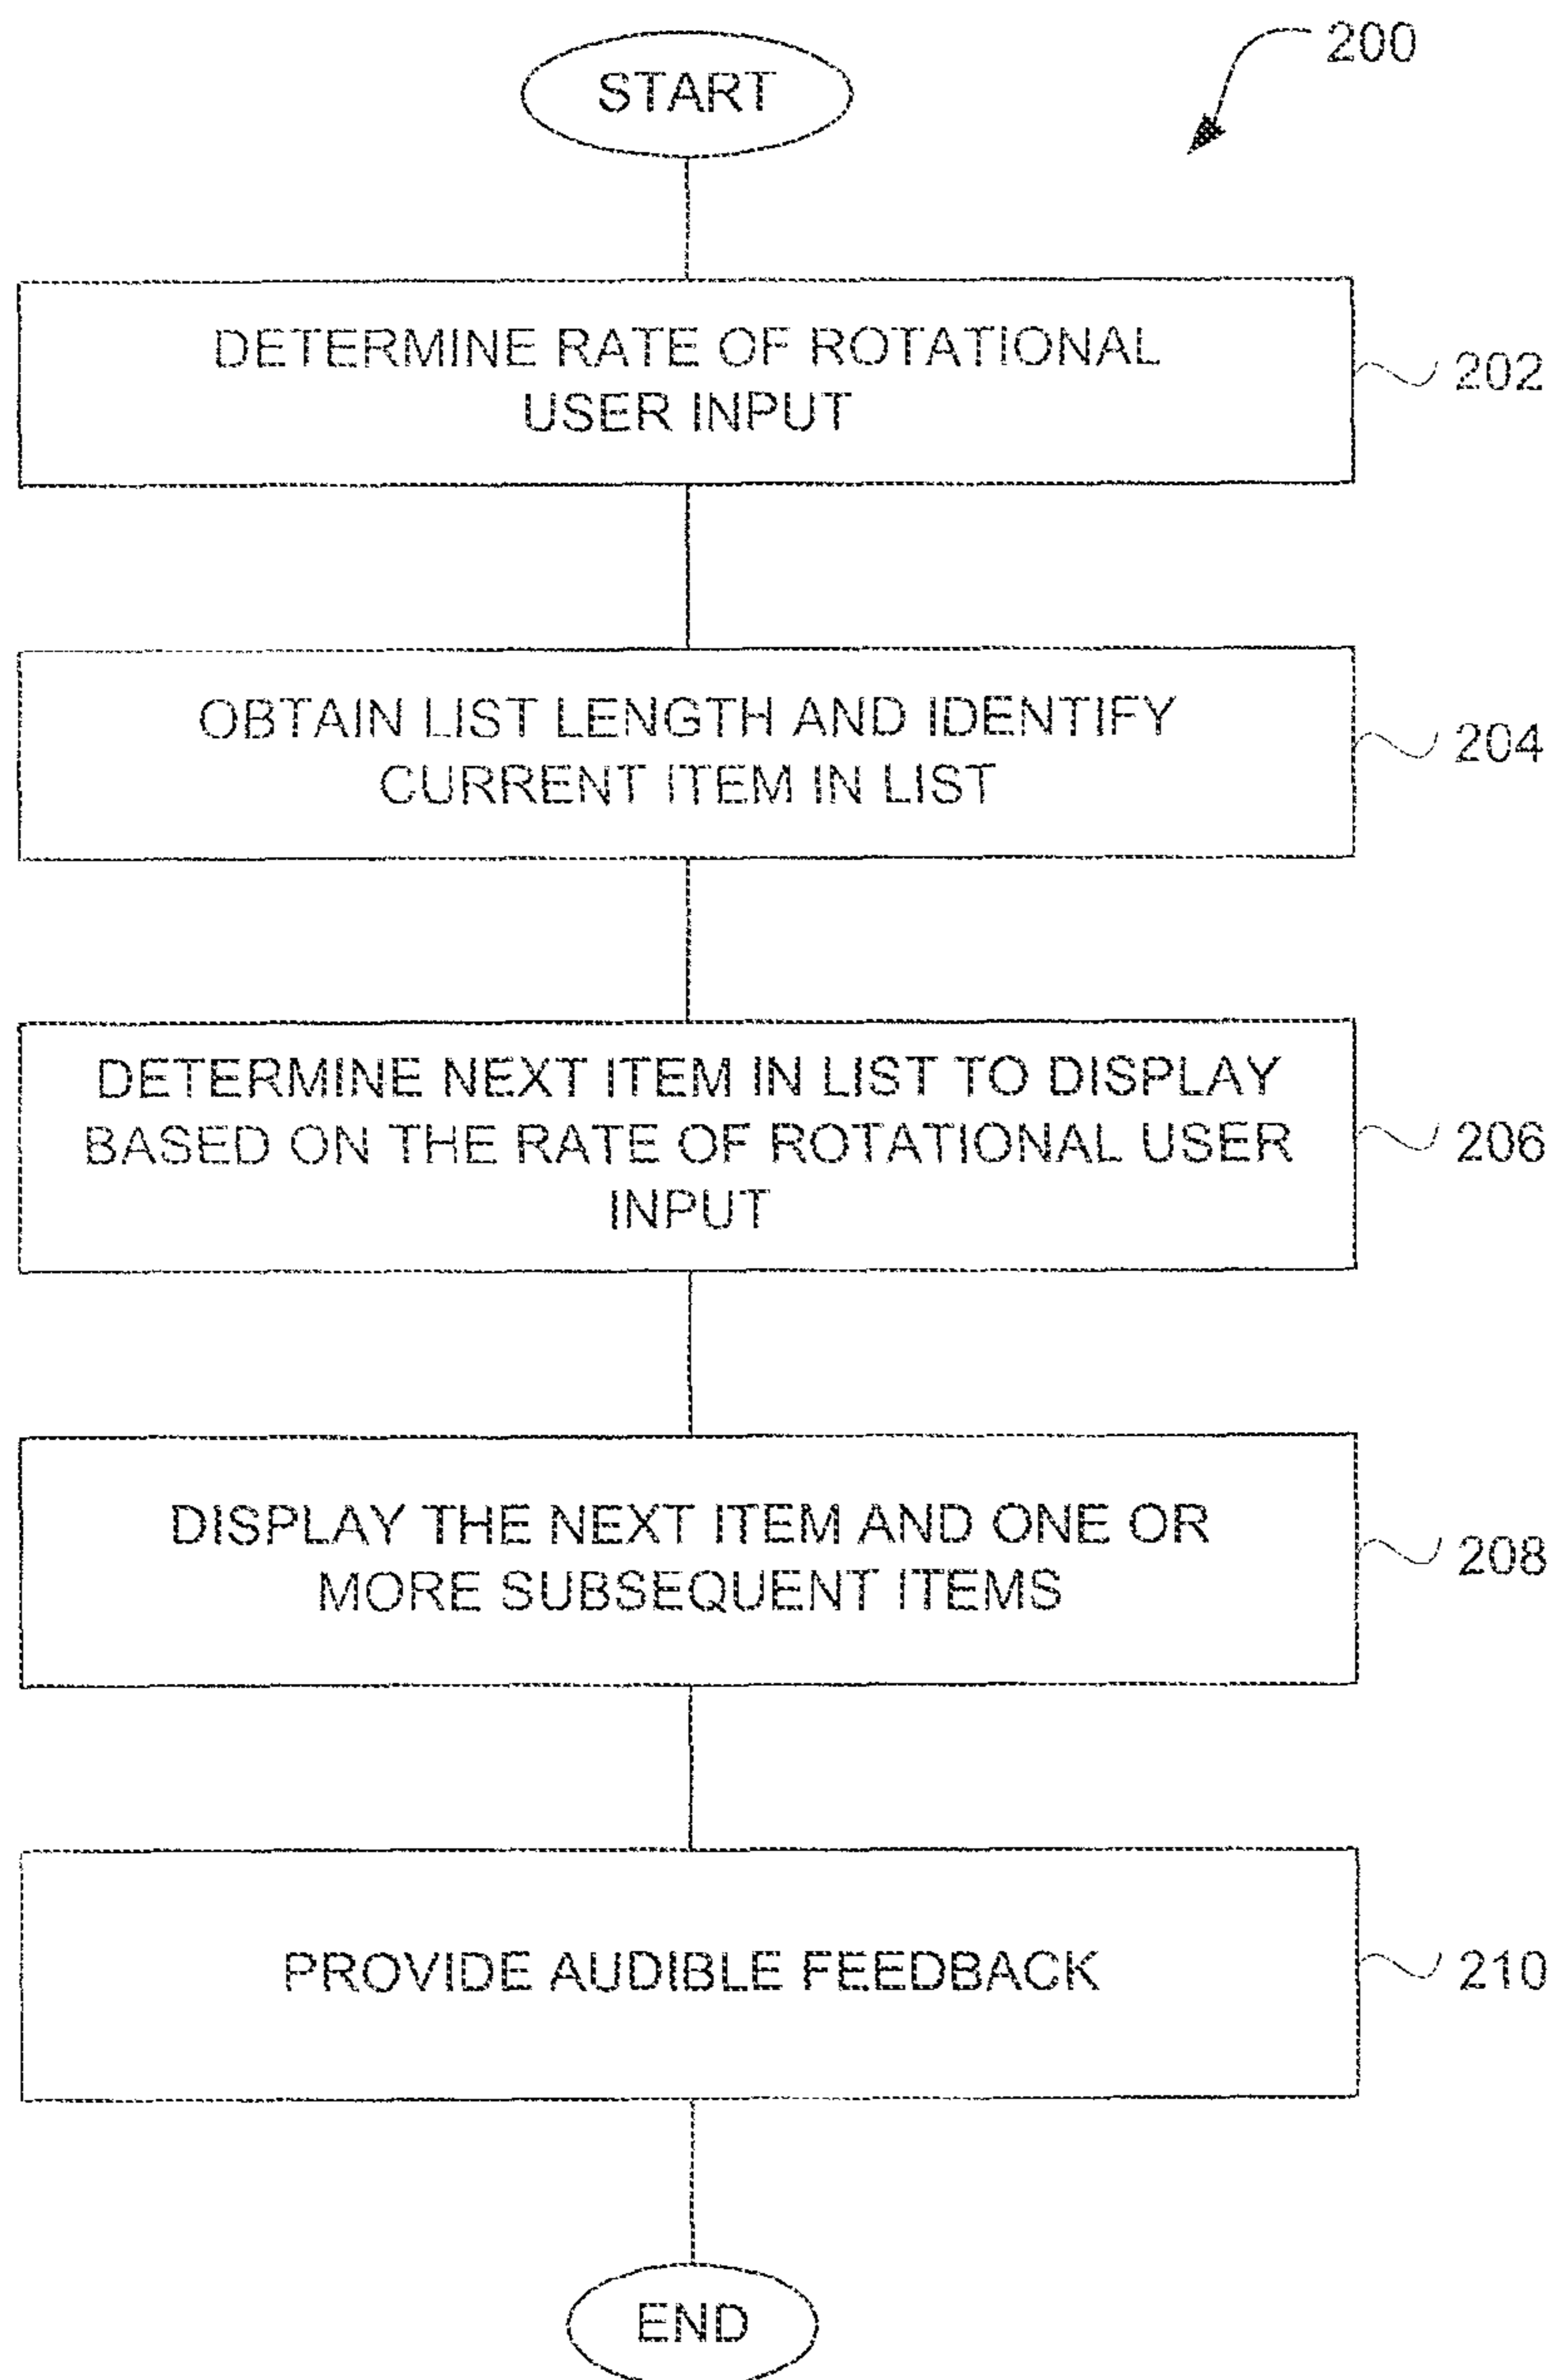 START
200
DETERMINE RATE OF ROTATIONAL
USER INPUT
202
OBTAIN LIST LENGTH AND IDENTIFY
CURRENT ITEM IN LIST
204
DETERMINE NEXT ITEM IN LIST TO DISPLAY
BASED ON THE RATE OF ROTATIONAL USER
INPUT
206
DISPLAY THE NEXT ITEM AND ONE OR
MORE SUBSEQUENT ITEMS
208
PROVIDE AUDIBLE FEEDBACK
210
END